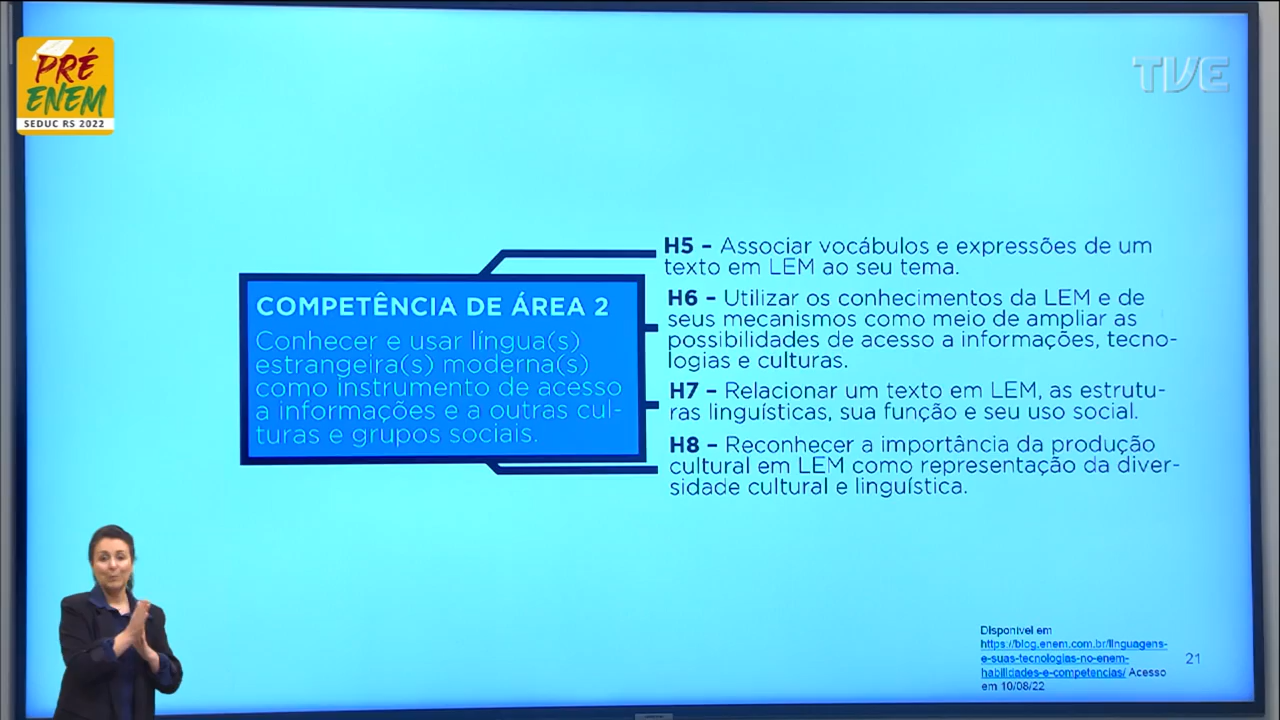 PRÉ
ENEM
SEDUC RS 2022
TVE
COMPETÊNCIA DE ÁREA 2
Conhecer e usar língua(s)
estrangeira(s) moderna(s)
como instrumento de acesso
a informações e a outras cul-
turas e grupos sociais.
H5 – Associar vocábulos e expressões de um
texto em LEM ao seu tema.
H6 – Utilizar os conhecimentos da LEM e de
seus mecanismos como meio de ampliar as
possibilidades de acesso a informações, tecno-
logias e culturas.
H7 – Relacionar um texto em LEM, as estrutu-
ras linguísticas, sua função e seu uso social.
H8 – Reconhecer a importância da produção
cultural em LEM como representação da diver-
sidade cultural e linguística.
Disponível em
https://blog.enem.com.br/linguagens-
e-suas-tecnologias-no-enem-
habilidades-e-competencias/ Acesso
em 10/08/22
21